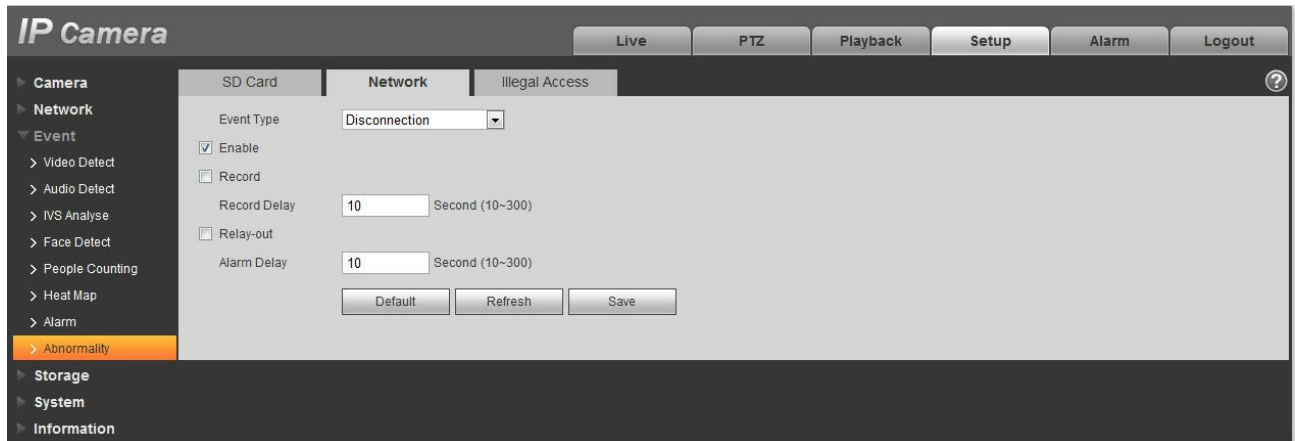 IP Camera
Live PTZ Playback Setup Alarm Logout
Camera
Network
Event
Video Detect
Audio Detect
IVS Analyse
Face Detect
People Counting
Heat Map
Alarm
Abnormality
Storage
System
Information
SD Card Network Illegal Access
?
Event Type Disconnection
Enable
Record
Record Delay 10 Second (10~300)
Relay-out
Alarm Delay 10 Second (10~300)
Default Refresh Save